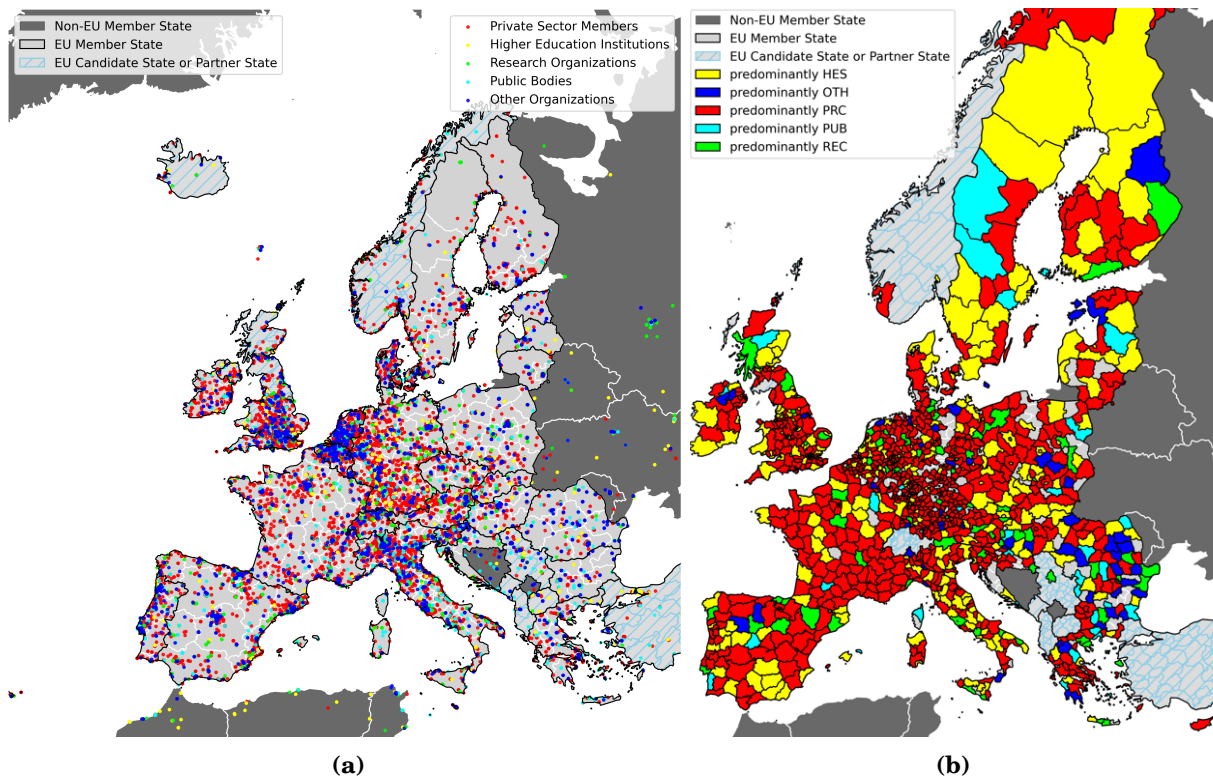 Non-EU Member State
EU Member State
EU Candidate State or Partner State
Private Sector Members
Higher Education Institutions
Research Organizations
Public Bodies
Other Organizations
(a)
Non-EU Member State
EU Member State
EU Candidate State or Partner State
predominantly HES
predominantly OTH
predominantly PRC
predominantly PUB
predominantly REC
(b)